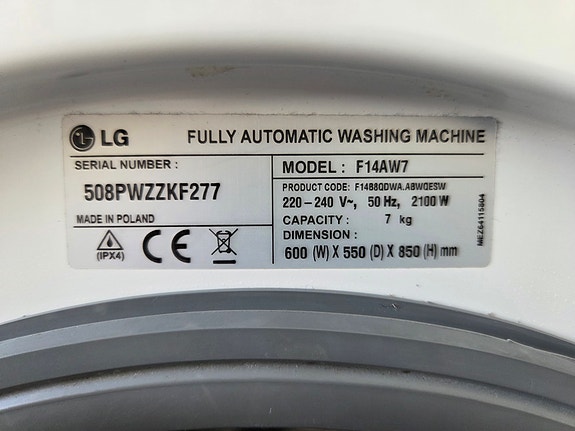 LG FULLY AUTOMATIC WASHING MACHINE
SERIAL NUMBER :
508PWZZKF277
MADE IN POLAND
(IPX4)
CE
MODEL : F14AW7
PRODUCT CODE: F1488QDWA.ABWQESW
220-240 V~, 50 Hz, 2100 W
CAPACITY : 7 kg
DIMENSION :
600 (W) X 550 (D) X 850 (H) mm
MEZ64115804